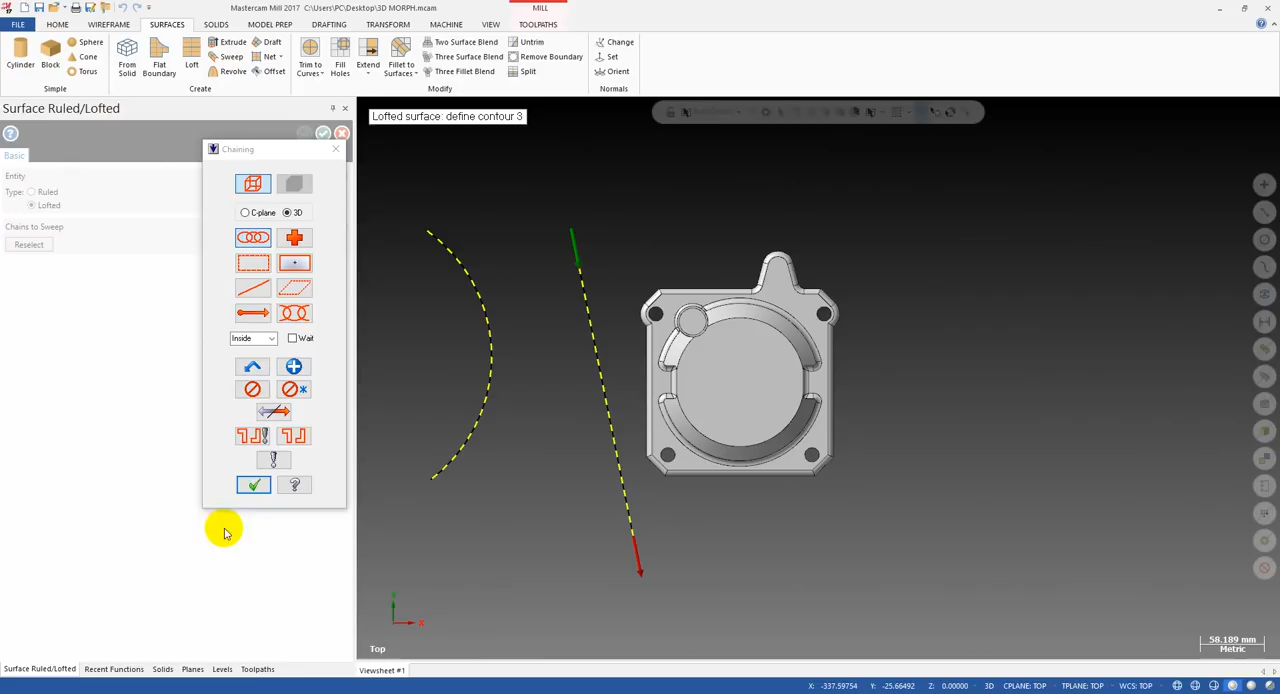 Mastercam Mill 2017 C:\Users\PC\Desktop\3D MORPH.mcam
MILL
FILE HOME WIREFRAME SURFACES SOLIDS MODEL PREP DRAFTING TRANSFORM MACHINE VIEW TOOLPATHS
Cylinder Block Sphere Cone Torus
Simple
From Solid Flat Boundary Loft Extrude Sweep Revolve Draft Net Offset
Create
Trim to Curves Fill Holes Extend Fillet to Surfaces Two Surface Blend Three Surface Blend Three Fillet Blend Untrim Remove Boundary Split
Modify
Change Set Orient
Normals
Surface Ruled/Lofted
Basic
Entity
Type: Ruled
Lofted
Chains to Sweep
Reselect
Chaining
C-plane 3D
Inside Wait
Lofted surface: define contour 3
Top
58.189 mm
Metric
Surface Ruled/Lofted Recent Functions Solids Planes Levels Toolpaths
Viewsheet #1
X: -337.59754 Y: -25.66492 Z: 0.00000 3D CPLANE: TOP TPLANE: TOP WCS: TOP